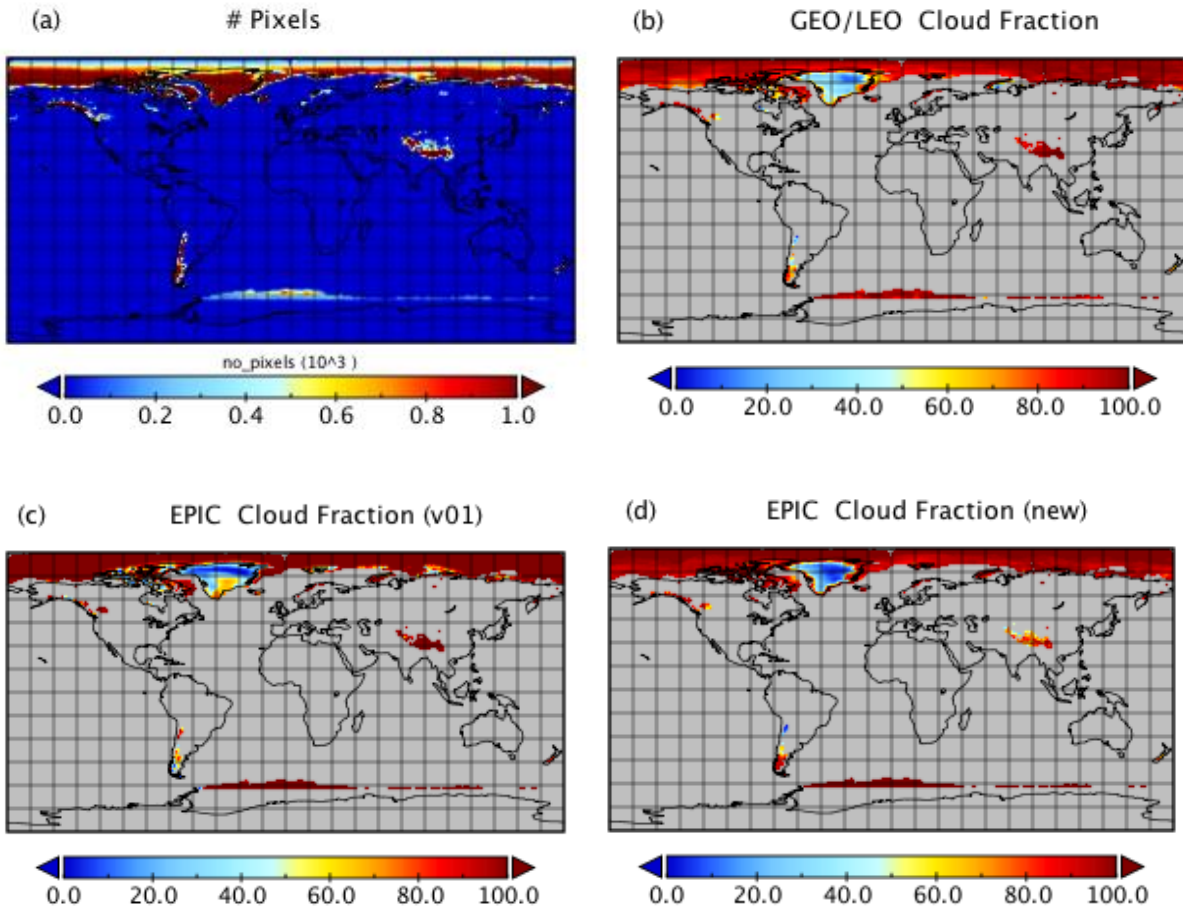 (a) # Pixels
(b) GEO/LEO Cloud Fraction
no_pixels (10^3 )
0.0 0.2 0.4 0.6 0.8 1.0
0.0 20.0 40.0 60.0 80.0 100.0
(c) EPIC Cloud Fraction (v01)
(d) EPIC Cloud Fraction (new)
0.0 20.0 40.0 60.0 80.0 100.0
0.0 20.0 40.0 60.0 80.0 100.0